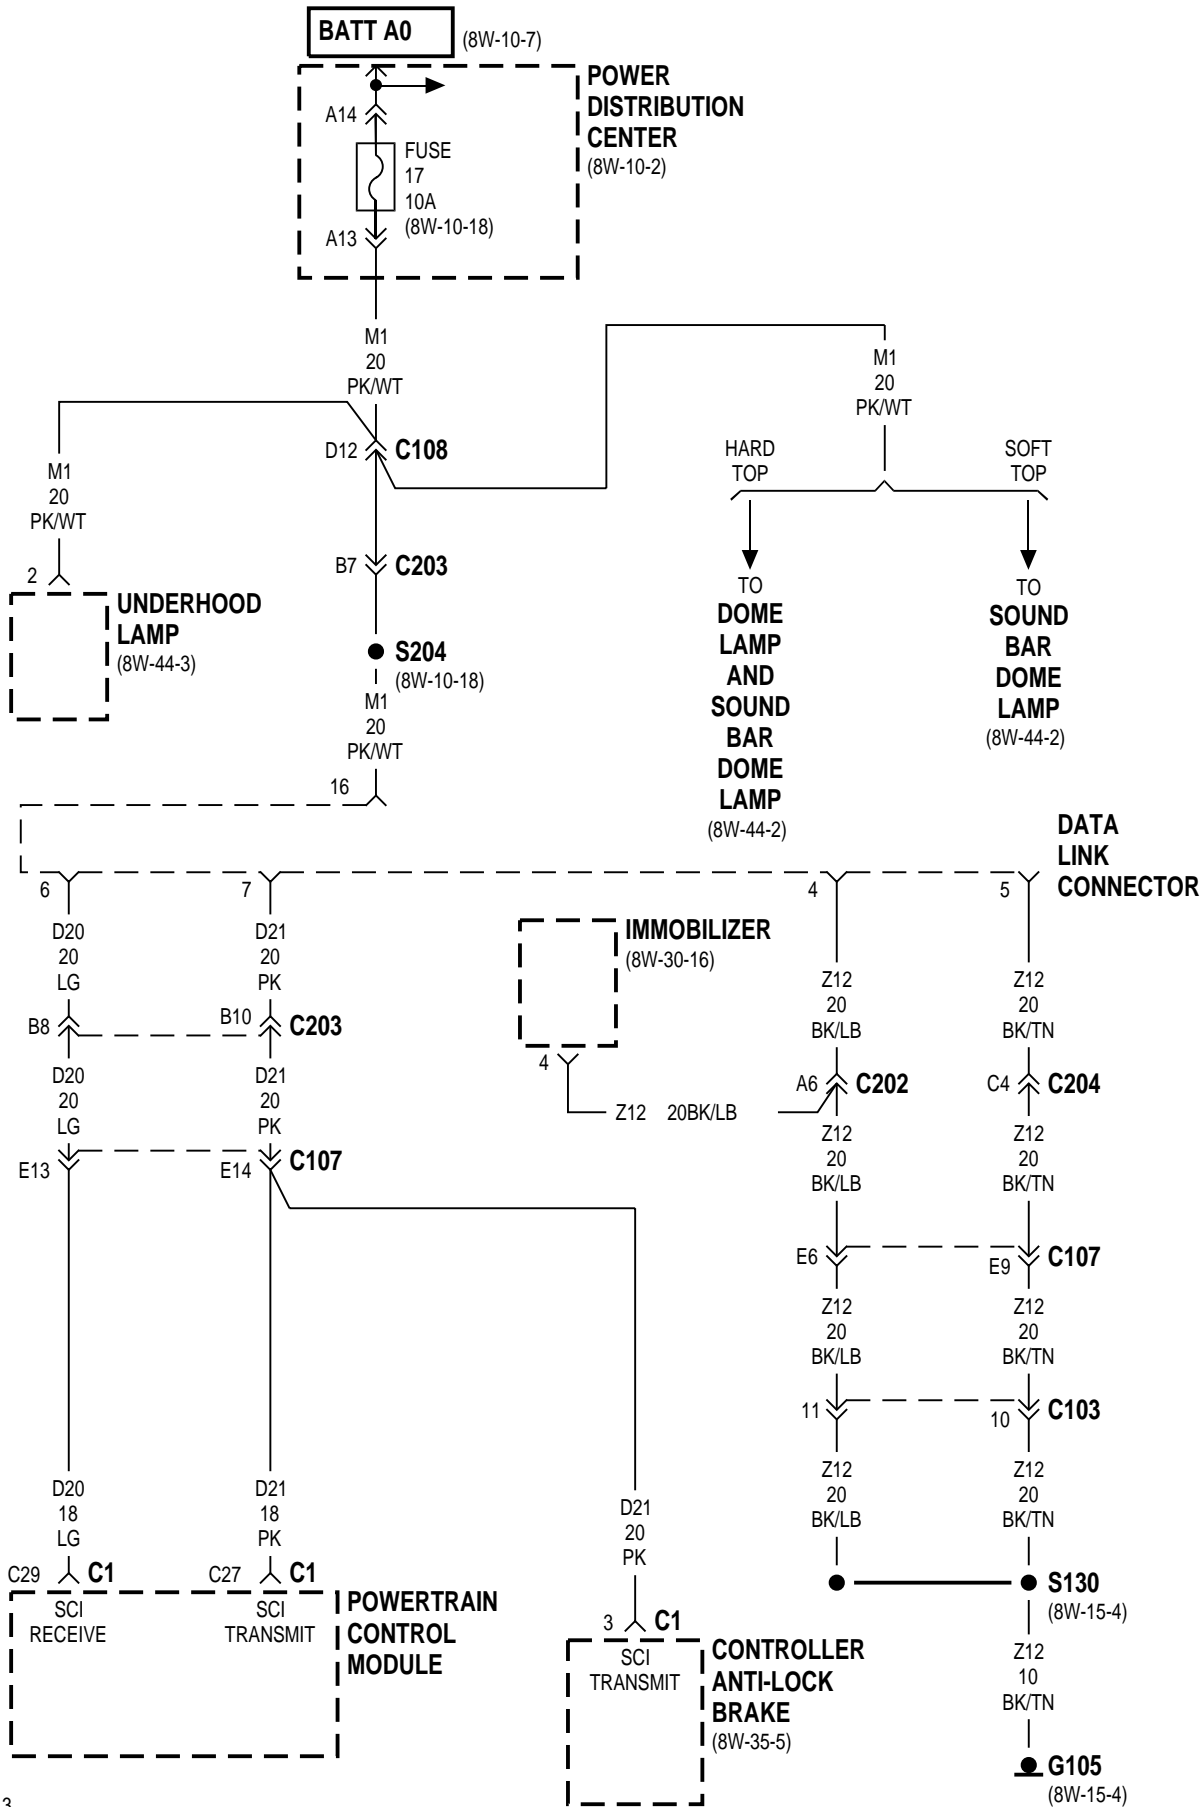 BATT A0
(8W-10-7)
POWER
DISTRIBUTION
CENTER
(8W-10-2)
A14
FUSE
17
10A
(8W-10-18)
A13
M1
20
PK/WT
M1
20
PK/WT
D12
C108
HARD
TOP
SOFT
TOP
M1
20
PK/WT
B7
C203
2
UNDERHOOD
LAMP
(8W-44-3)
TO
DOME
LAMP
AND
SOUND
BAR
DOME
LAMP
(8W-44-2)
TO
SOUND
BAR
DOME
LAMP
(8W-44-2)
S204
(8W-10-18)
M1
20
PK/WT
16
DATA
LINK
CONNECTOR
6
7
4
5
D20
20
LG
D21
20
PK
IMMOBILIZER
(8W-30-16)
4
Z12
20
BK/LB
Z12
20
BK/TN
B8
B10
C203
D20
20
LG
D21
20
PK
A6
C202
C4
C204
Z12 20BK/LB
Z12
20
BK/LB
Z12
20
BK/TN
E13
E14
C107
E6
E9
C107
Z12
20
BK/LB
Z12
20
BK/TN
11
10
C103
Z12
20
BK/LB
Z12
20
BK/TN
D20
18
LG
D21
18
PK
D21
20
PK
C29
C1
C27
C1
SCI
RECEIVE
SCI
TRANSMIT
POWERTRAIN
CONTROL
MODULE
3
C1
SCI
TRANSMIT
CONTROLLER
ANTI-LOCK
BRAKE
(8W-35-5)
S130
(8W-15-4)
Z12
10
BK/TN
G105
(8W-15-4)
3